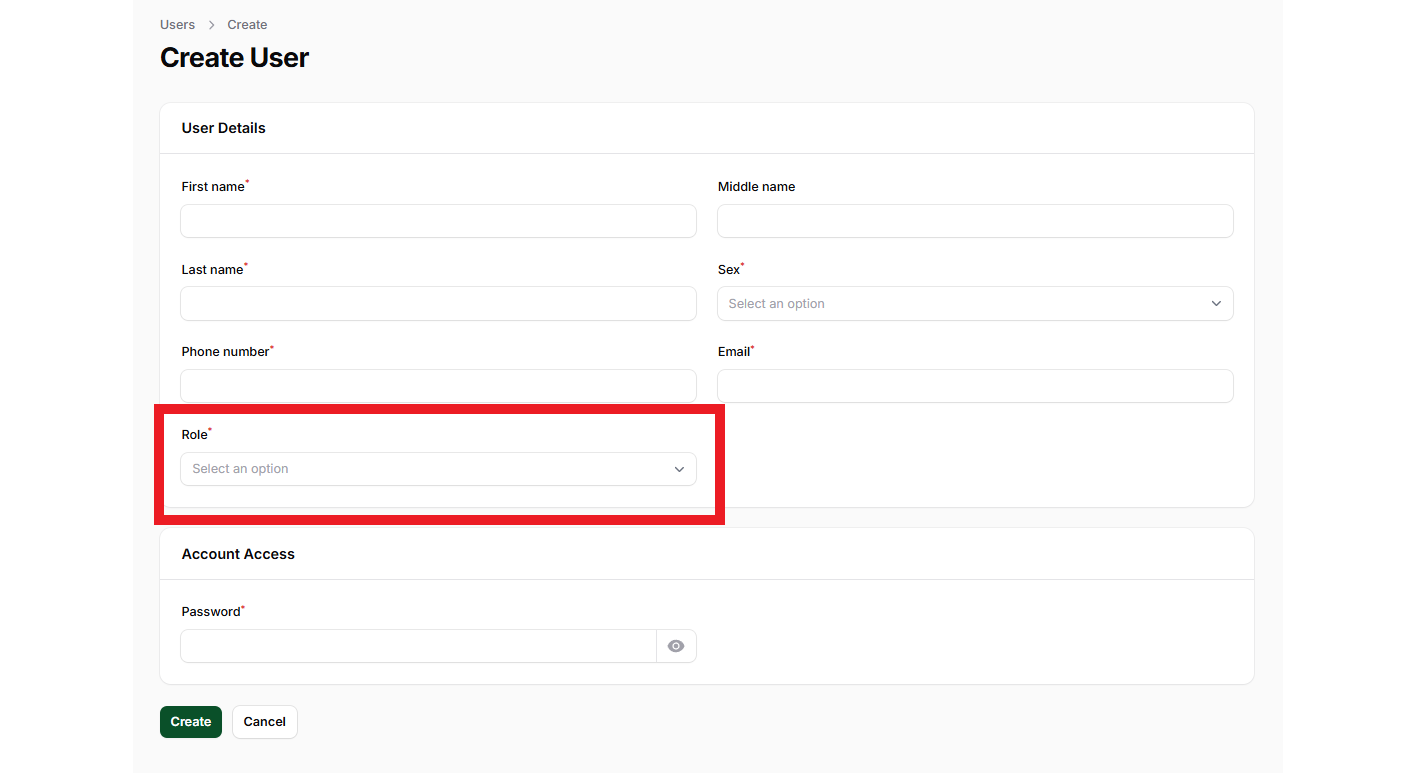 Users > Create
Create User
User Details
First name*
Middle name
Last name*
Sex*
Select an option
Phone number*
Email*
Role*
Select an option
Account Access
Password*
Create
Cancel